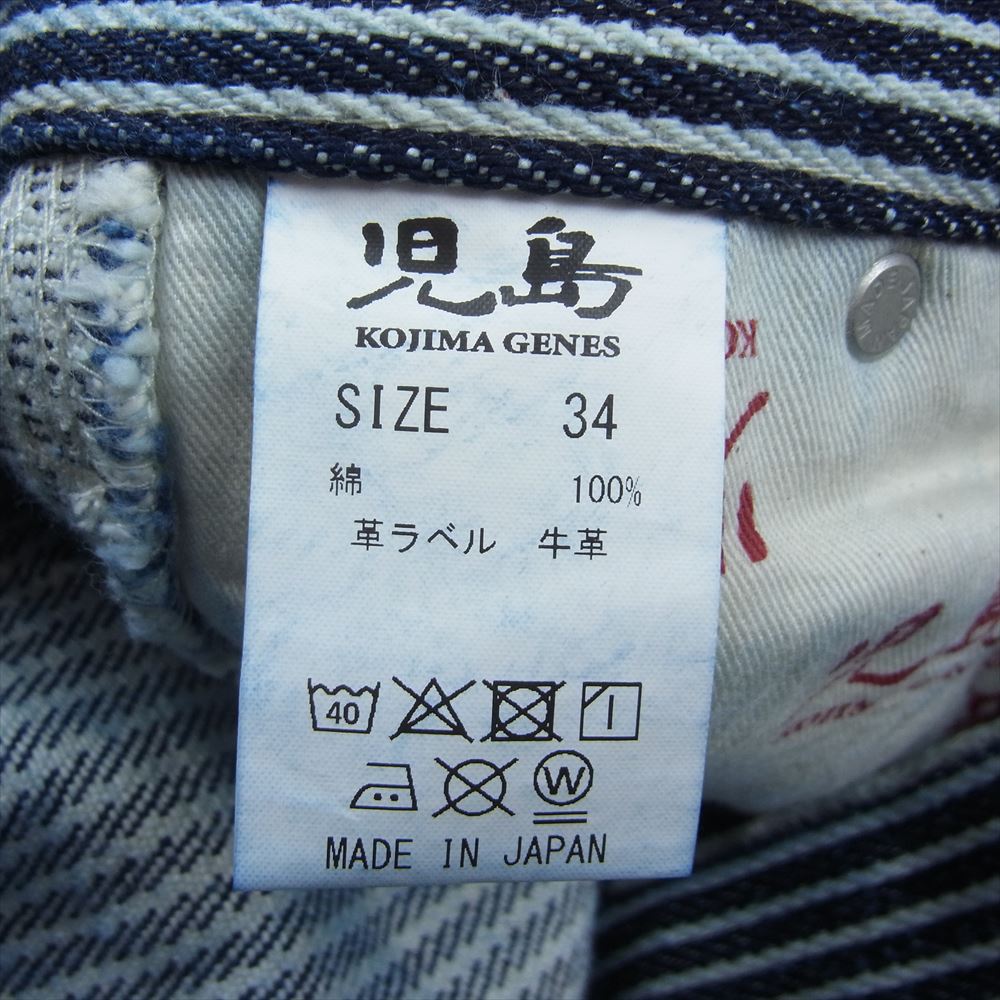 児島
KOJIMA GENES
SIZE 34
綿 100%
革ラベル 牛革
40
W
MADE IN JAPAN